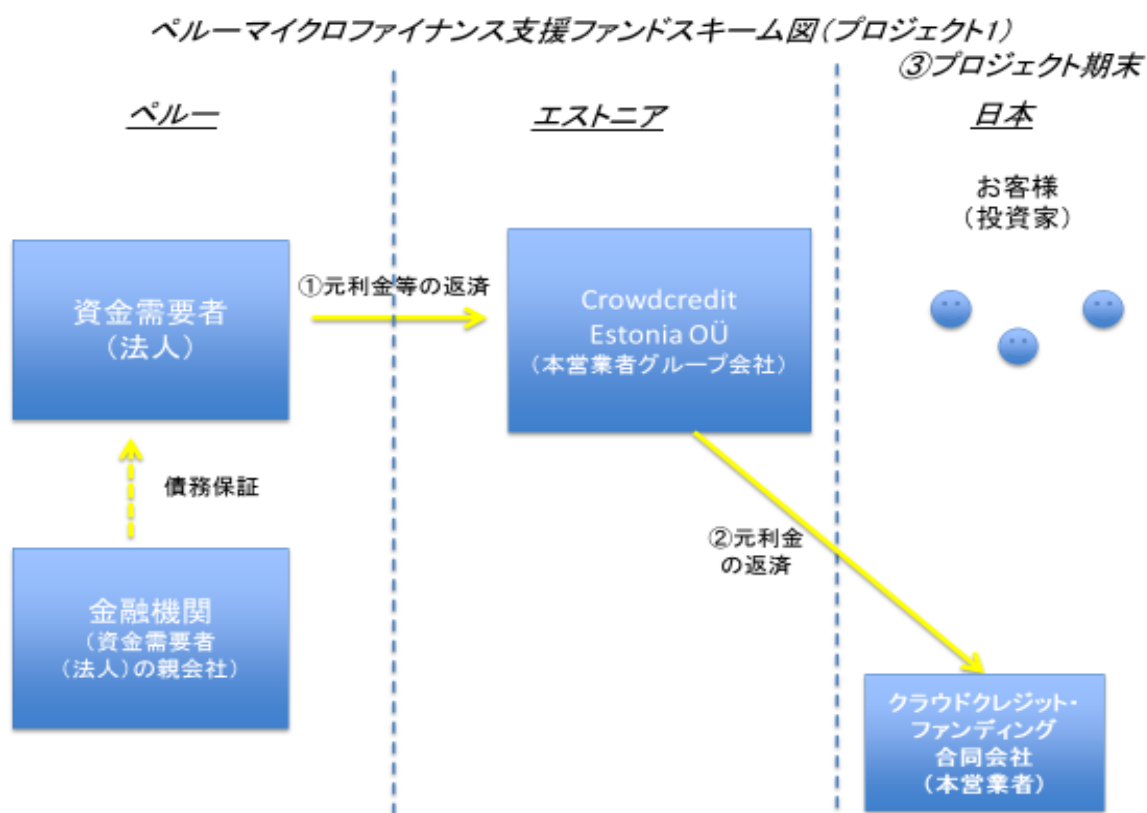 ペルーマイクロファイナンス支援ファンドスキーム図(プロジェクト1)
③プロジェクト期末
ペルー
エストニア
日本
お客様
(投資家)
資金需要者
(法人)
①元利金等の返済
Crowdcredit
Estonia OÜ
(本営業者グループ会社)
債務保証
②元利金
の返済
金融機関
(資金需要者
(法人)の親会社)
クラウドクレジット・
ファンディング
合同会社
(本営業者)